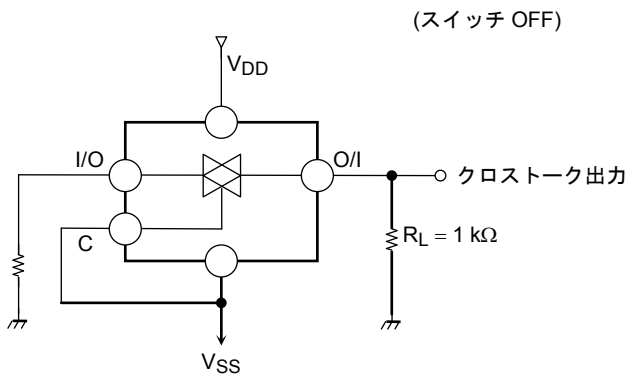 (スイッチ OFF)
VDD
I/O
O/I
クロストーク出力
C
RL = 1 kΩ
VSS